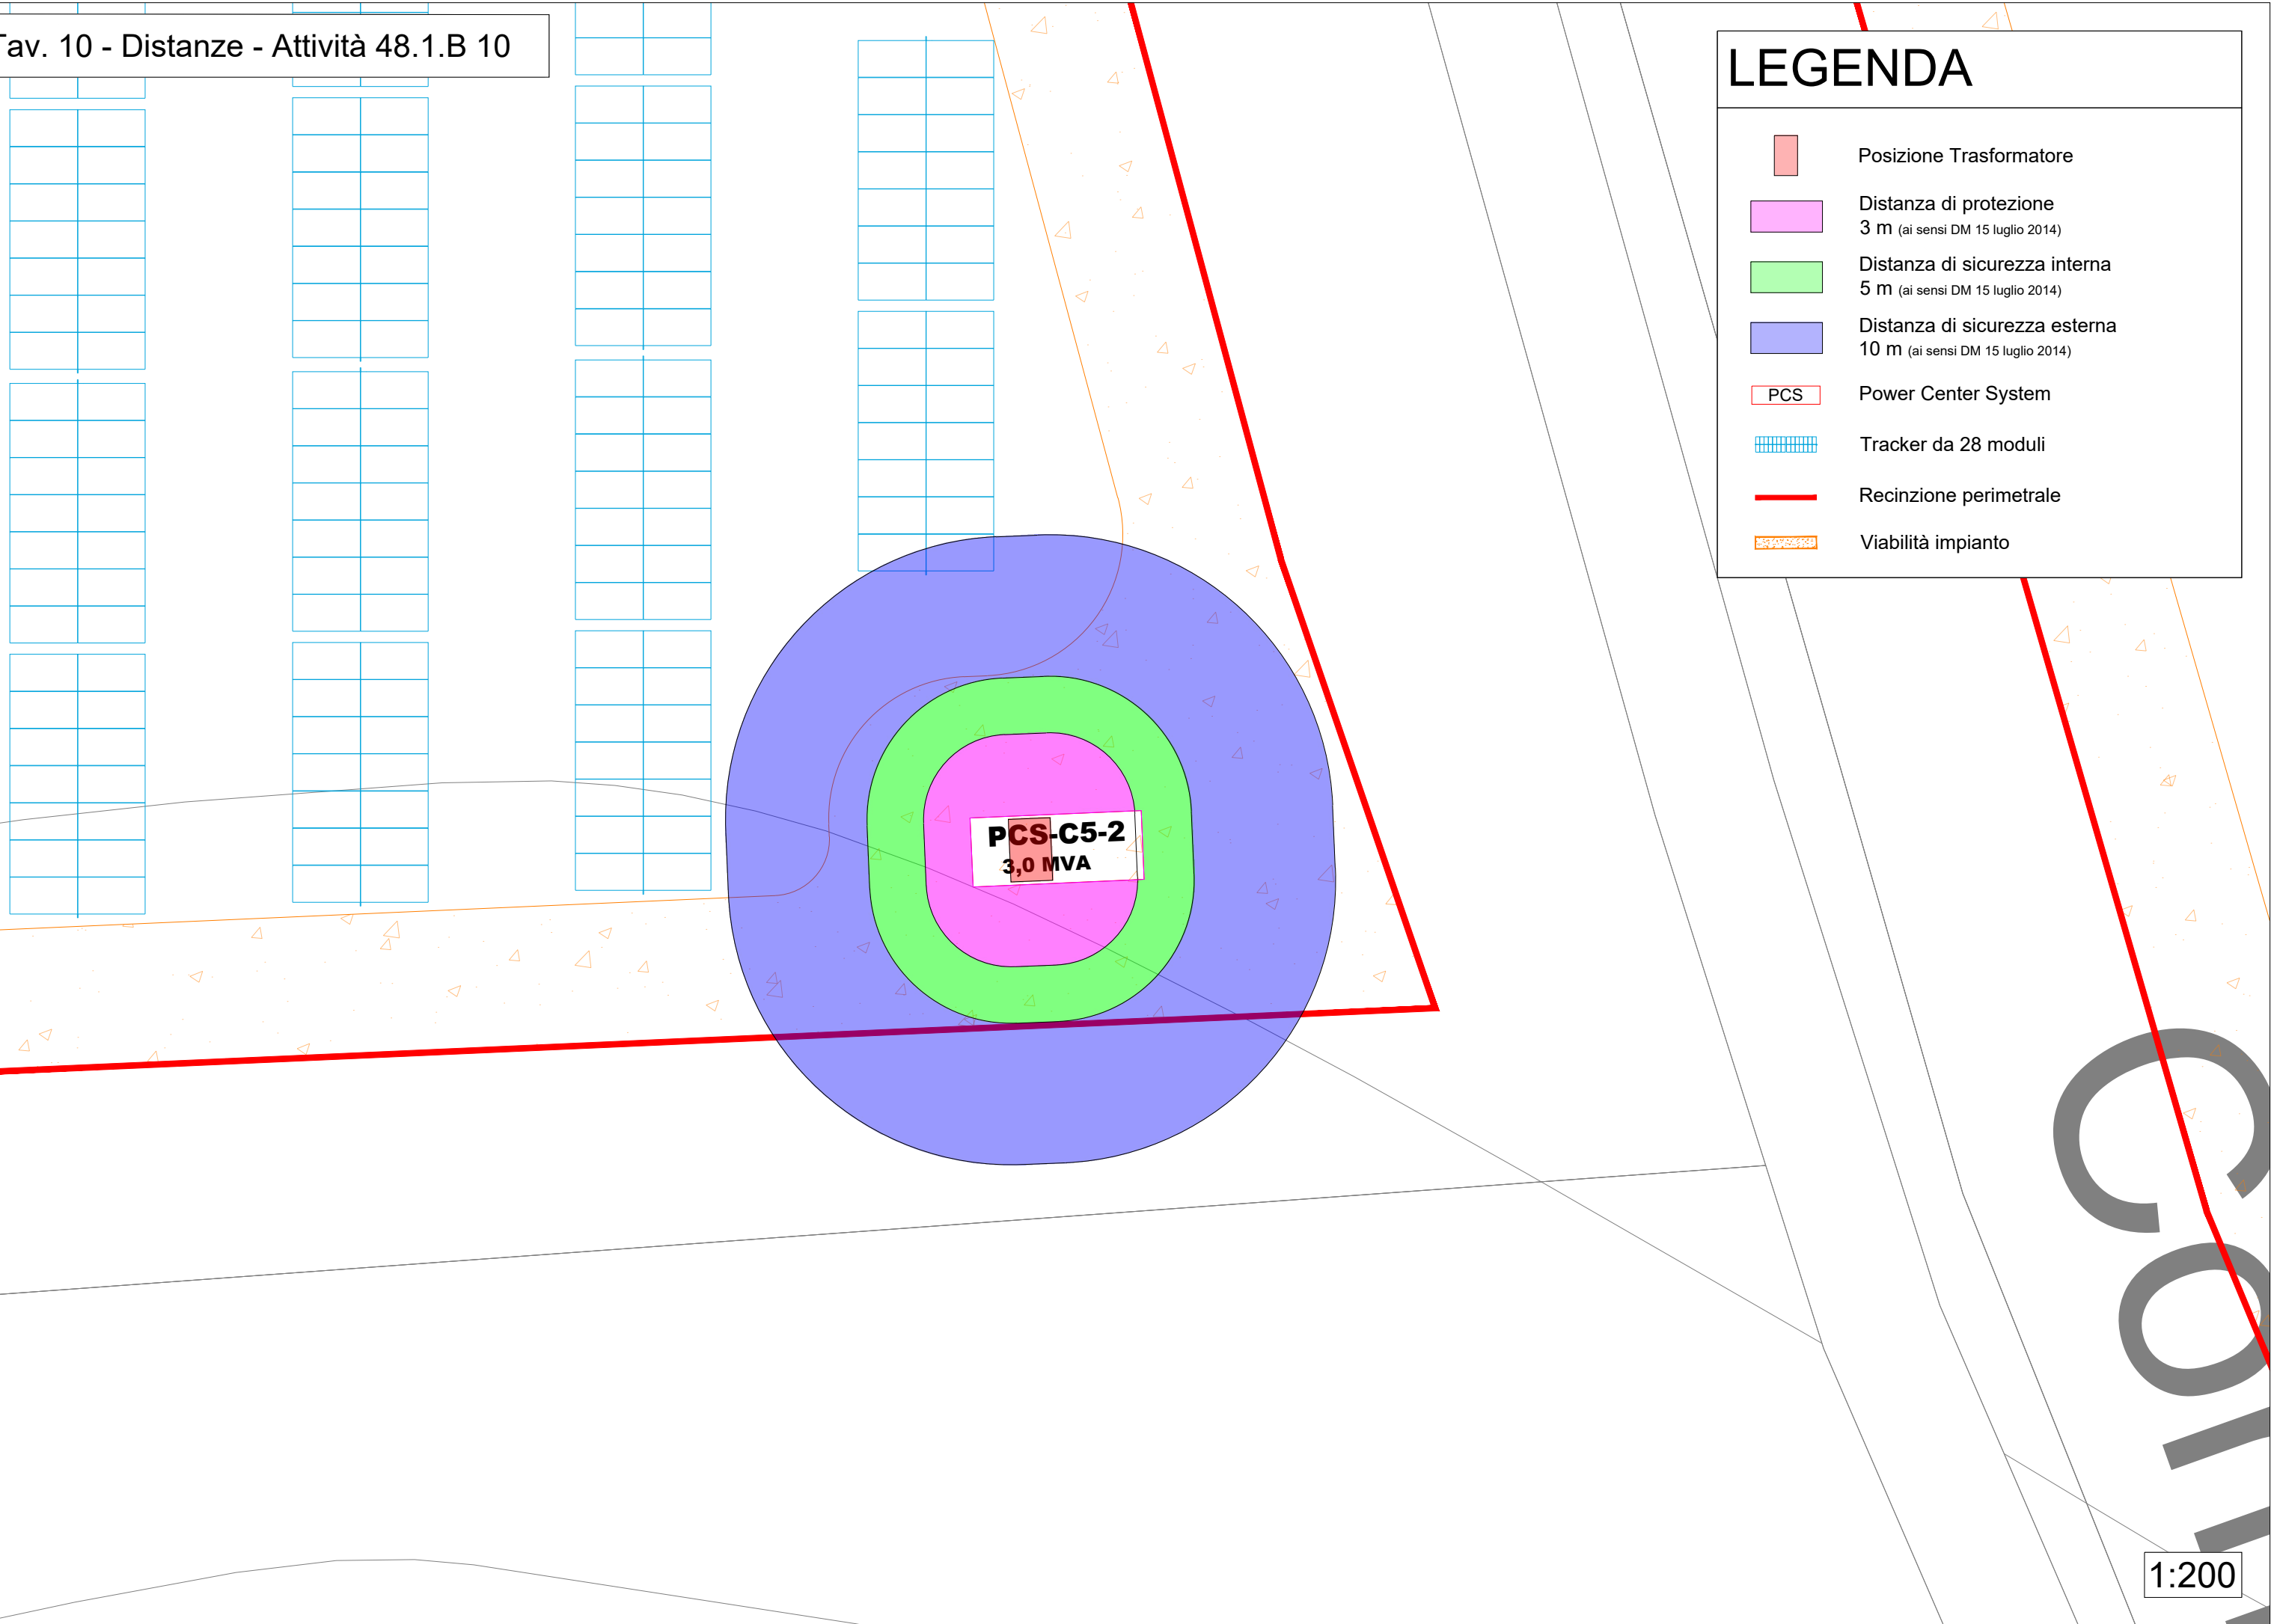 Tav. 10 - Distanze - Attività 48.1.B 10
LEGENDA
Posizione Trasformatore
Distanza di protezione
3 m (ai sensi DM 15 luglio 2014)
Distanza di sicurezza interna
5 m (ai sensi DM 15 luglio 2014)
Distanza di sicurezza esterna
10 m (ai sensi DM 15 luglio 2014)
PCS Power Center System
Tracker da 28 moduli
Recinzione perimetrale
Viabilità impianto
PCS-C5-2
3,0 MVA
1:200